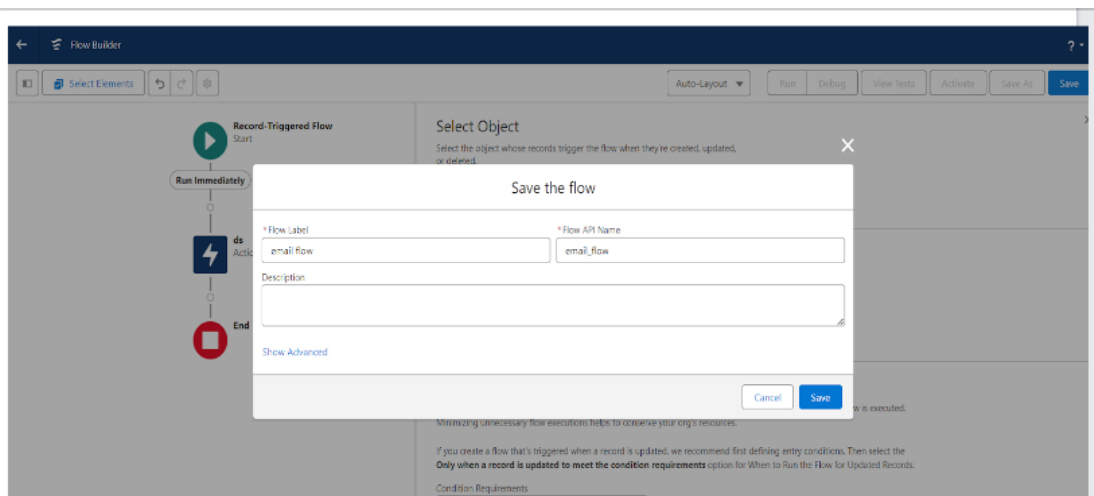 Flow Builder
?
Select Elements
Auto-Layout
Run
Debug
View Tests
Activate
Save As
Save
Record-Triggered Flow
Start
Run Immediately
ds
Actio
End
Select Object
Select the object whose records trigger the flow when they're created, updated,
or deleted.
Save the flow
*Flow Label
email flow
*Flow API Name
email_flow
Description
Show Advanced
Cancel
Save
w is executed.
Minimizing unnecessary flow executions helps to conserve your org's resources.
If you create a flow that's triggered when a record is updated, we recommend first defining entry conditions. Then select the
Only when a record is updated to meet the condition requirements option for When to Run the Flow for Updated Records.
Condition Requirements